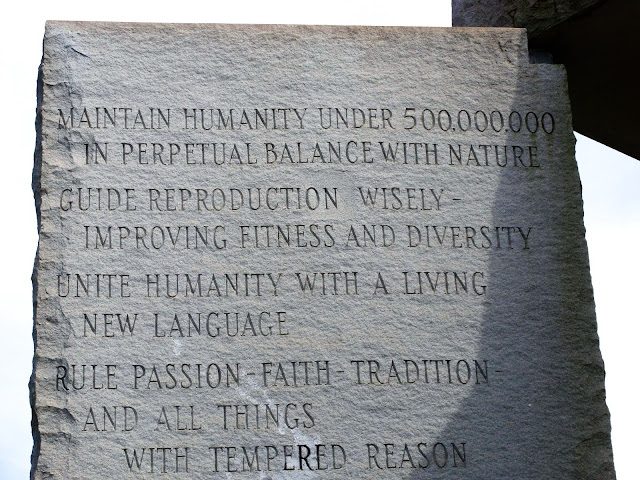 MAINTAIN HUMANITY UNDER 500,000,000
IN PERPETUAL BALANCE WITH NATURE
GUIDE REPRODUCTION WISELY -
IMPROVING FITNESS AND DIVERSITY
UNITE HUMANITY WITH A LIVING
NEW LANGUAGE
RULE PASSION - FAITH - TRADITION -
AND ALL THINGS
WITH TEMPERED REASON